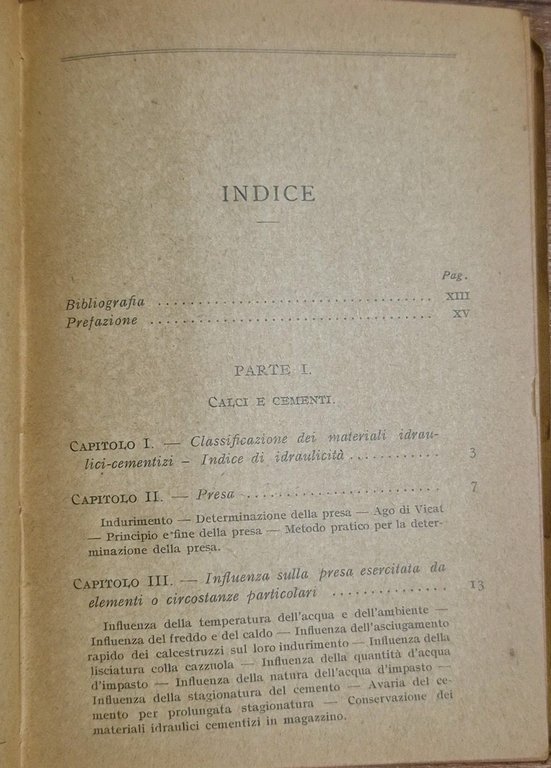 INDICE
Pag.
Bibliografia .................................. XIII
Prefazione .................................... XV
PARTE I.
CALCI E CEMENTI.
CAPITOLO I. — Classificazione dei materiali idrau-
lici-cementizi - Indice di idraulicità ............ 3
CAPITOLO II. — Presa .......................... 7
Indurimento — Determinazione della presa — Ago di Vicat
— Principio e fine della presa — Metodo pratico per la deter-
minazione della presa.
CAPITOLO III. — Influenza sulla presa esercitata da
elementi o circostanze particolari ............... 13
Influenza della temperatura dell'acqua e dell'ambiente —
Influenza del freddo e del caldo — Influenza dell'asciugamento
rapido dei calcestruzzi sul loro indurimento — Influenza della
lisciatura colla cazzuola — Influenza della quantità d'acqua
d'impasto — Influenza della natura dell'acqua d'impasto —
Influenza della stagionatura del cemento — Avaria del ce-
mento per prolungata stagionatura — Conservazione dei
materiali idraulici cementizi in magazzino.